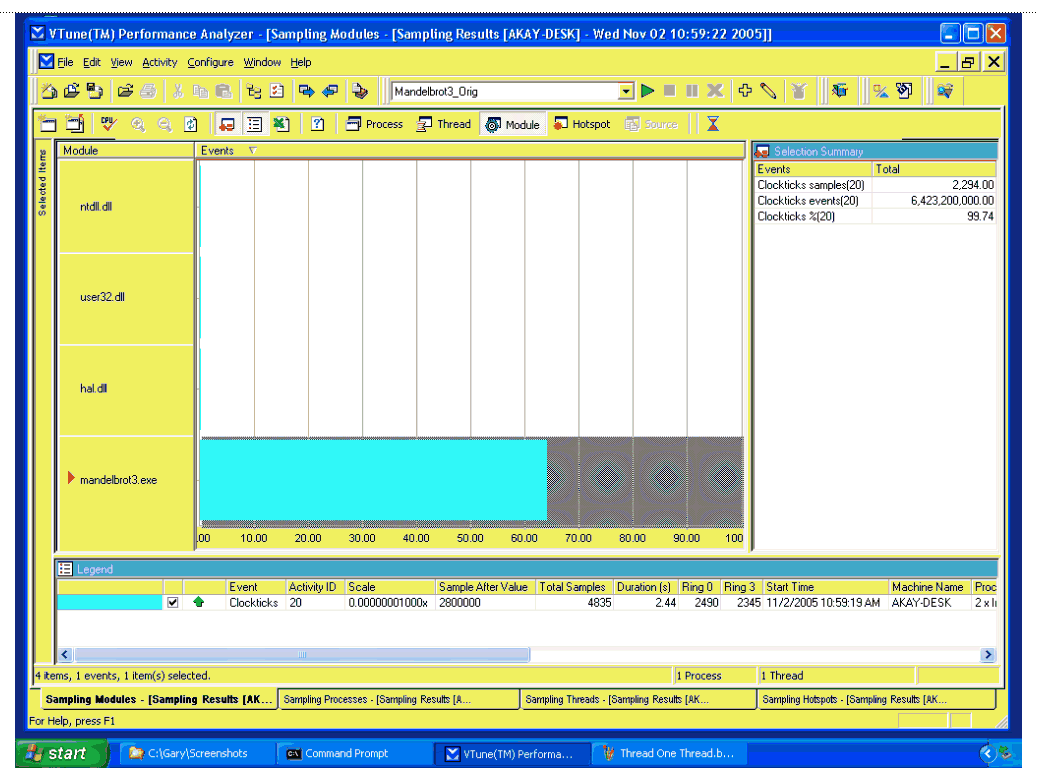 VTune(TM) Performance Analyzer - [Sampling Modules - [Sampling Results [AKAY-DESK] - Wed Nov 02 10:59:22 2005]]
File Edit View Activity Configure Window Help
Mandelbrot3_Orig
CPU Process Thread Module Hotspot Source
Selected Items
Module Events
ntdll.dll
user32.dll
hal.dll
mandelbrot3.exe
.00 10.00 20.00 30.00 40.00 50.00 60.00 70.00 80.00 90.00 100
Selection Summary
Events Total
Clockticks samples(20) 2,294.00
Clockticks events(20) 6,423,200,000.00
Clockticks %(20) 99.74
Legend
Event Activity ID Scale Sample After Value Total Samples Duration (s) Ring 0 Ring 3 Start Time Machine Name Proc
Clockticks 20 0.00000001000x 2800000 4835 2.44 2490 2345 11/2/2005 10:59:19 AM AKAY-DESK 2 x I
4 items, 1 events, 1 item(s) selected. 1 Process 1 Thread
Sampling Modules - [Sampling Results [AK... Sampling Processes - [Sampling Results [A... Sampling Threads - [Sampling Results [AK... Sampling Hotspots - [Sampling Results [AK...
For Help, press F1
start C:\Gary\Screenshots Command Prompt VTune(TM) Performa... Thread One Thread.b...